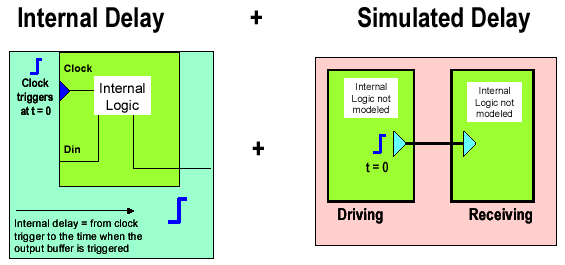 Internal Delay + Simulated Delay
Clock
Clock
triggers
at t = 0
Internal
Logic
Din
Internal delay = from clock
trigger to the time when the
output buffer is triggered
+
Internal
Logic not
modeled
t = 0
Driving
Internal
Logic not
modeled
Receiving